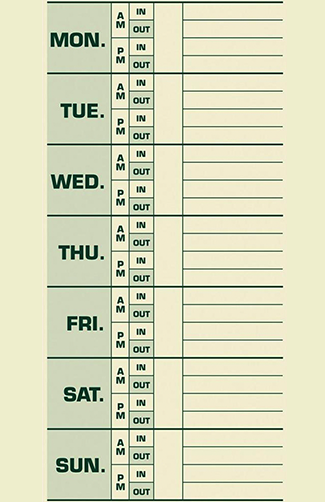 MON. AM IN
OUT
PM IN
OUT
TUE. AM IN
OUT
PM IN
OUT
WED. AM IN
OUT
PM IN
OUT
THU. AM IN
OUT
PM IN
OUT
FRI. AM IN
OUT
PM IN
OUT
SAT. AM IN
OUT
PM IN
OUT
SUN. AM IN
OUT
PM IN
OUT